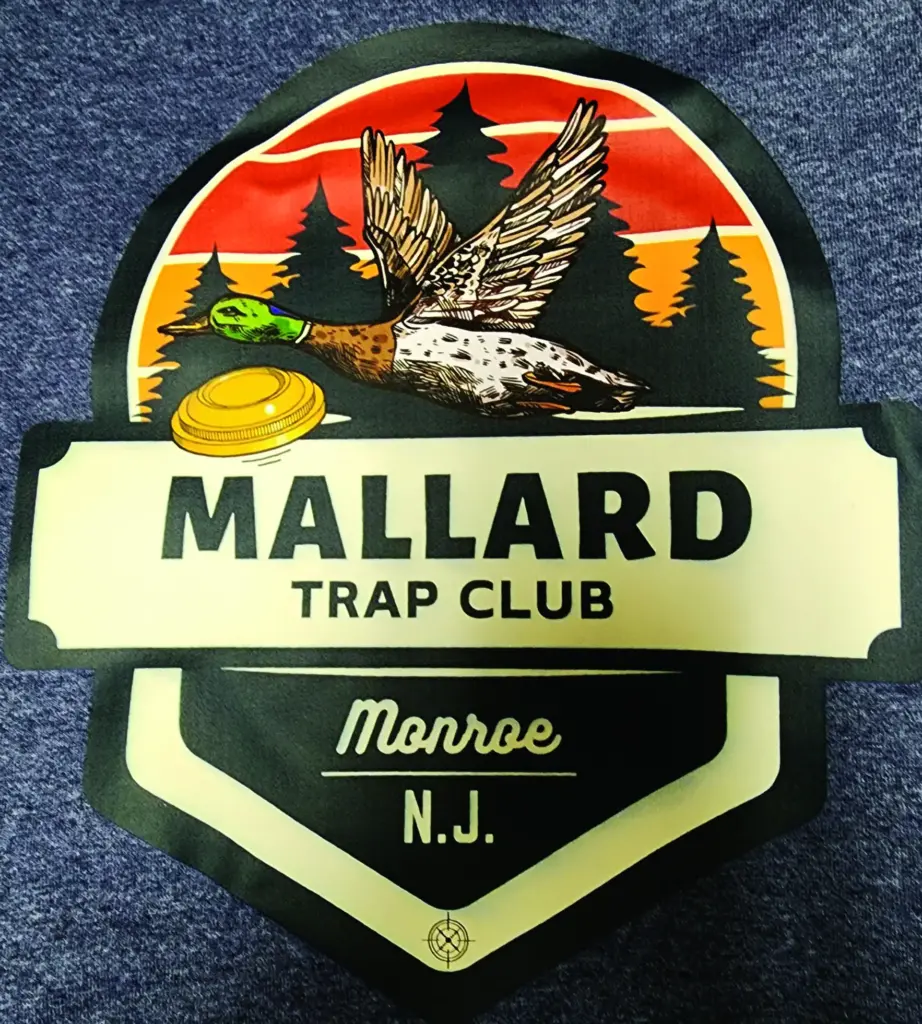 MALLARD
TRAP CLUB
Monroe
N.J.